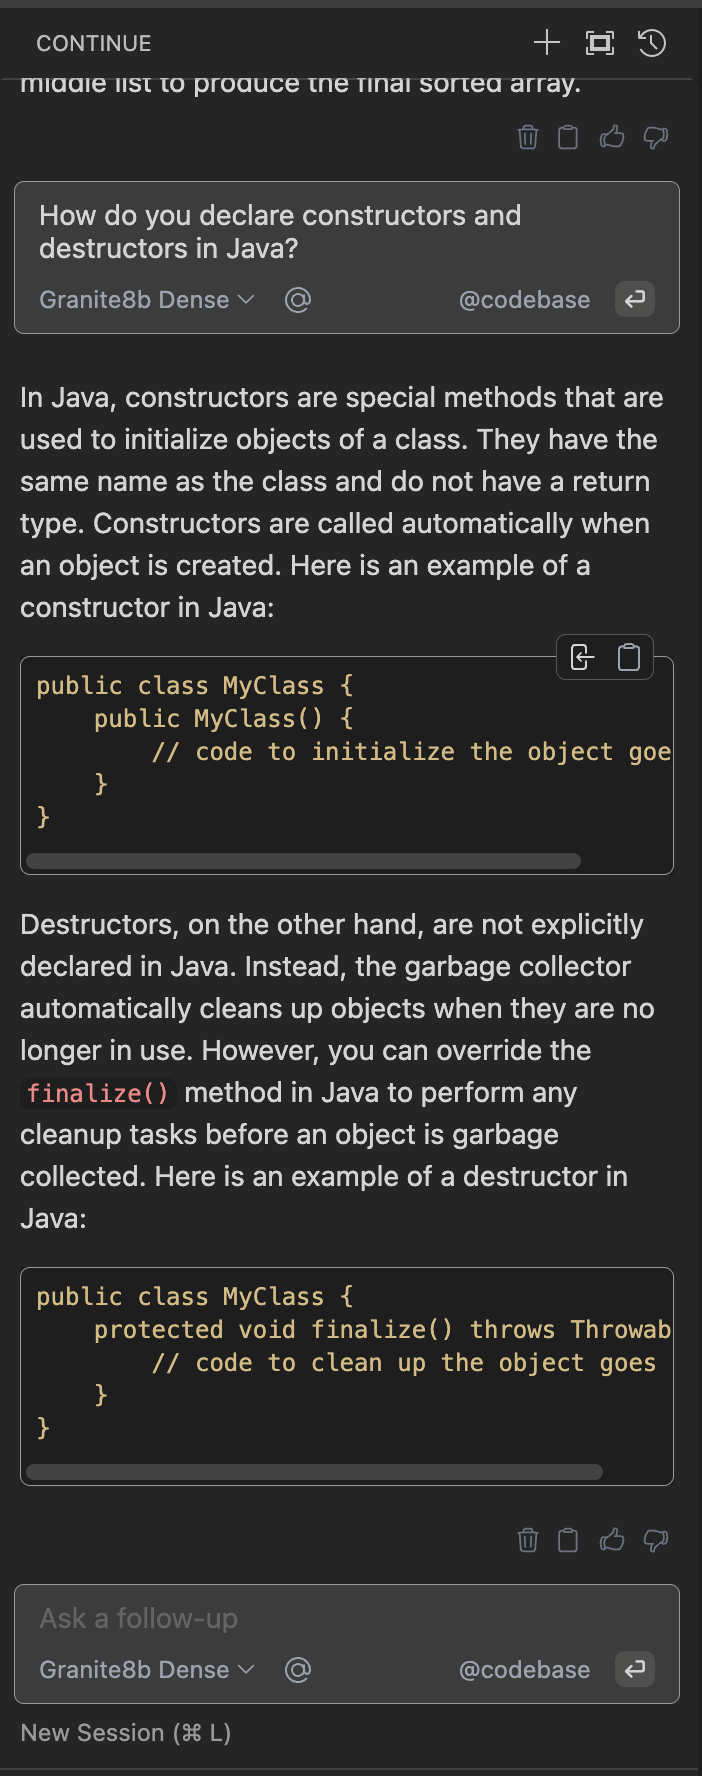 CONTINUE
middle list to produce the final sorted array.
How do you declare constructors and
destructors in Java?
Granite8b Dense @ @codebase
In Java, constructors are special methods that are
used to initialize objects of a class. They have the
same name as the class and do not have a return
type. Constructors are called automatically when
an object is created. Here is an example of a
constructor in Java:
public class MyClass {
    public MyClass() {
        // code to initialize the object goe
    }
}
Destructors, on the other hand, are not explicitly
declared in Java. Instead, the garbage collector
automatically cleans up objects when they are no
longer in use. However, you can override the
finalize() method in Java to perform any
cleanup tasks before an object is garbage
collected. Here is an example of a destructor in
Java:
public class MyClass {
    protected void finalize() throws Throwab
        // code to clean up the object goes
    }
}
Ask a follow-up
Granite8b Dense @ @codebase
New Session (⌘ L)